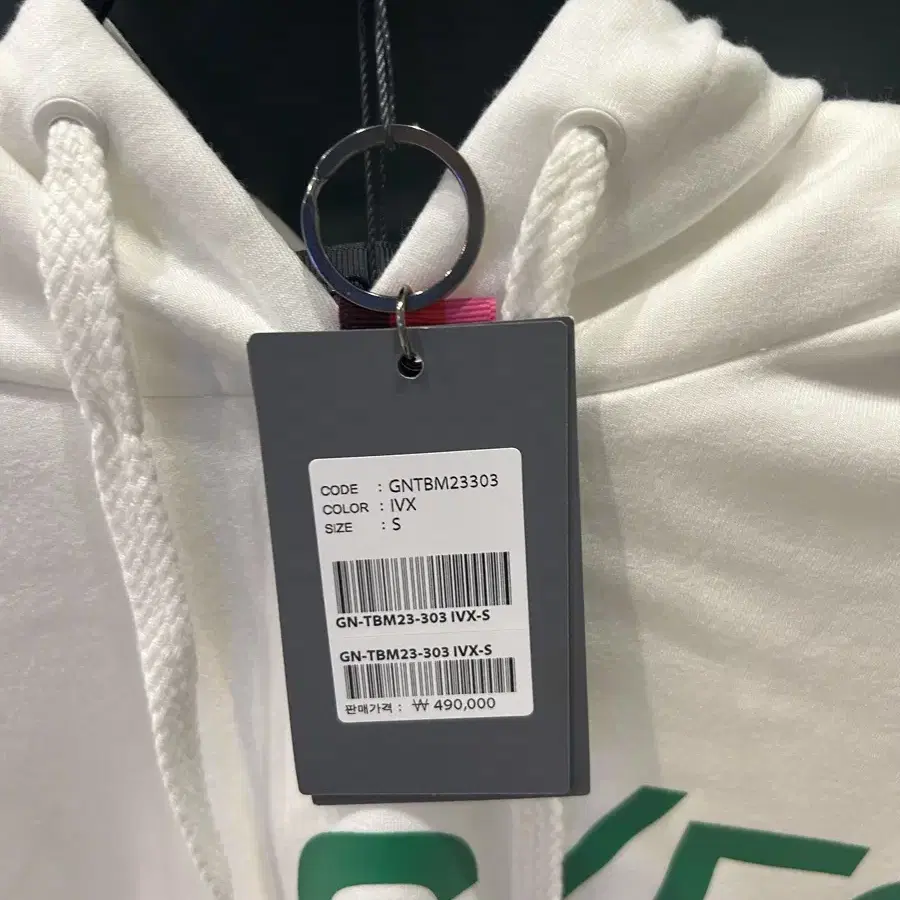 CODE : GNTBM23303
COLOR : IVX
SIZE : S
GN-TBM23-303 IVX-S
GN-TBM23-303 IVX-S
판매가격 : ₩ 490,000